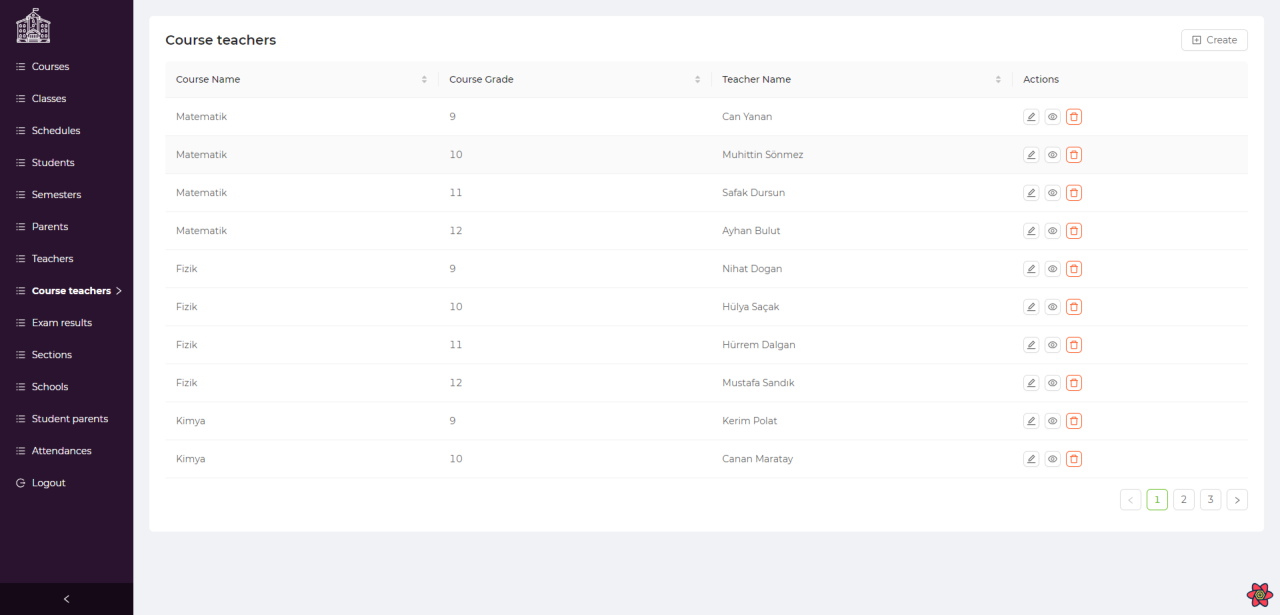 Courses
Classes
Schedules
Students
Semesters
Parents
Teachers
Course teachers
Exam results
Sections
Schools
Student parents
Attendances
Logout
Course teachers
Create
Course Name Course Grade Teacher Name Actions
Matematik 9 Can Yanan
Matematik 10 Muhittin Sönmez
Matematik 11 Safak Dursun
Matematik 12 Ayhan Bulut
Fizik 9 Nihat Dogan
Fizik 10 Hülya Saçak
Fizik 11 Hürrem Dalgan
Fizik 12 Mustafa Sandık
Kimya 9 Kerim Polat
Kimya 10 Canan Maratay
1 2 3